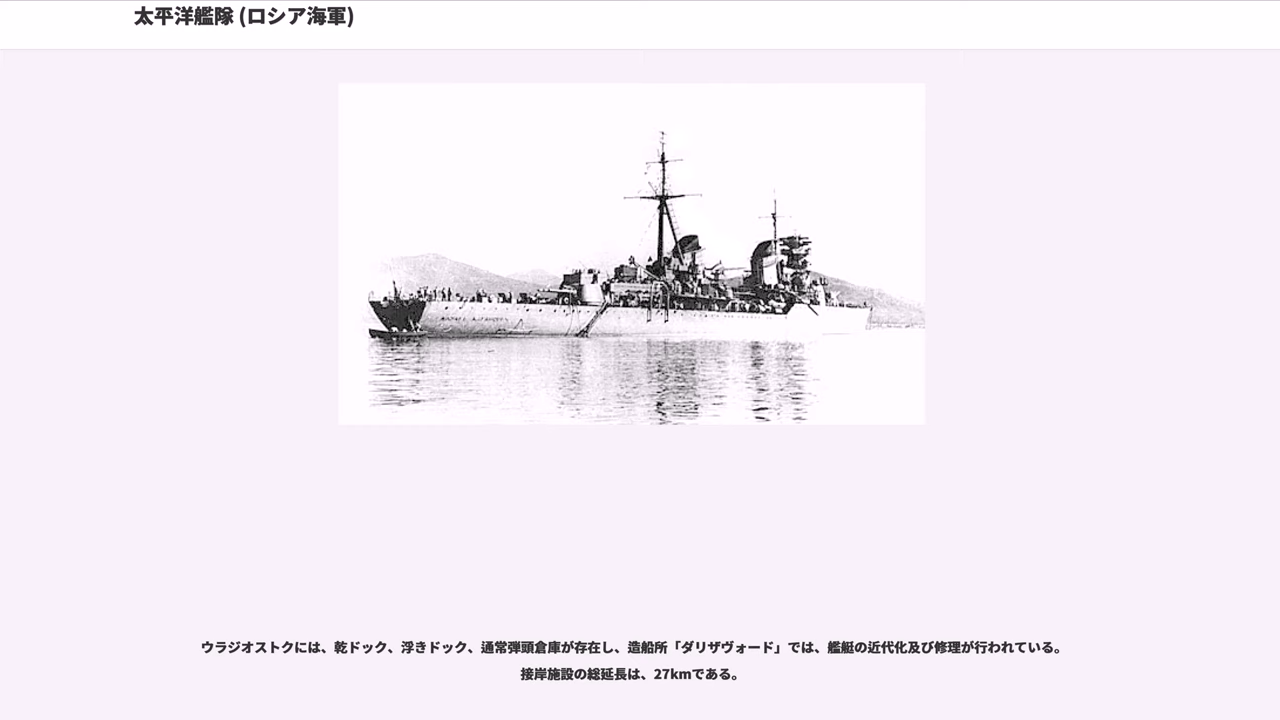 太平洋艦隊 (ロシア海軍)
ウラジオストクには、乾ドック、浮きドック、通常弾頭倉庫が存在し、造船所「ダリザヴォード」では、艦艇の近代化及び修理が行われている。
接岸施設の総延長は、27kmである。